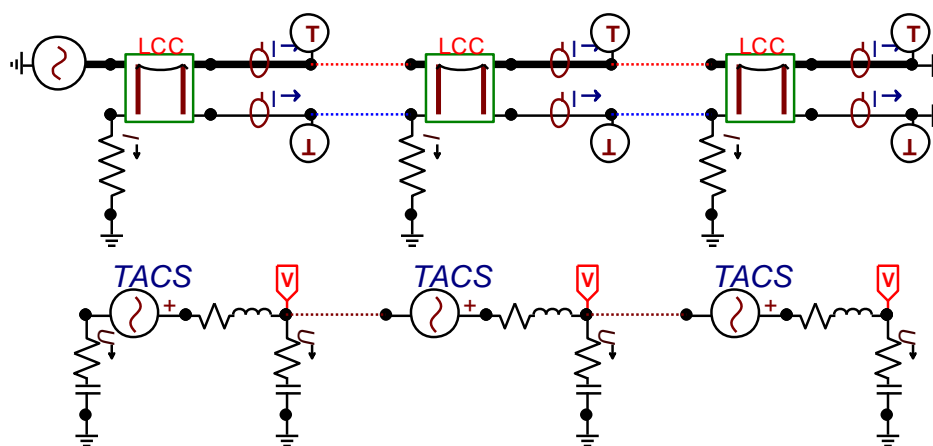 T T T
LCC LCC LCC
I I I
I I I
T T T
I I I
TACS TACS TACS
V V V
+ + +
U U U